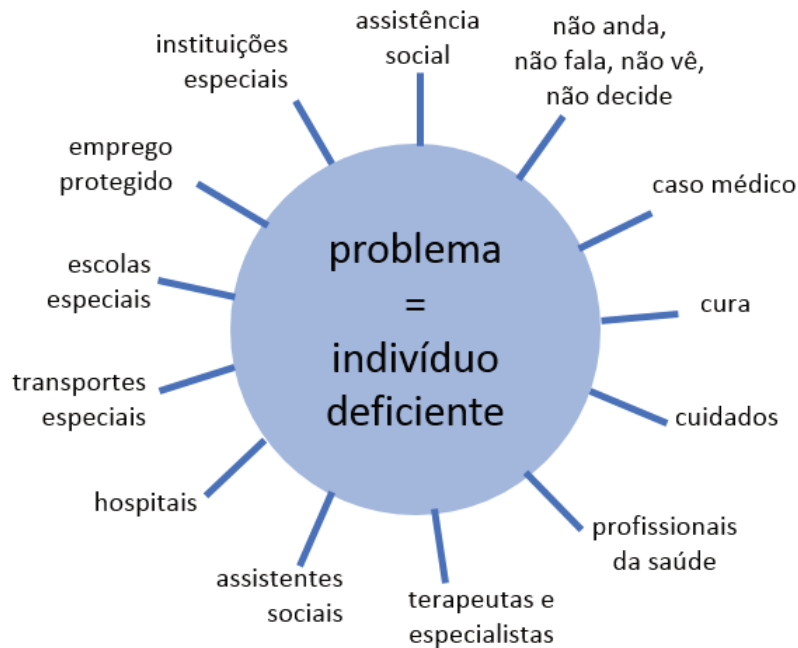 assistência
social
não anda,
não fala, não vê,
não decide
caso médico
cura
cuidados
profissionais
da saúde
terapeutas e
especialistas
assistentes
sociais
hospitais
transportes
especiais
escolas
especiais
emprego
protegido
instituições
especiais
problema
=
indivíduo
deficiente